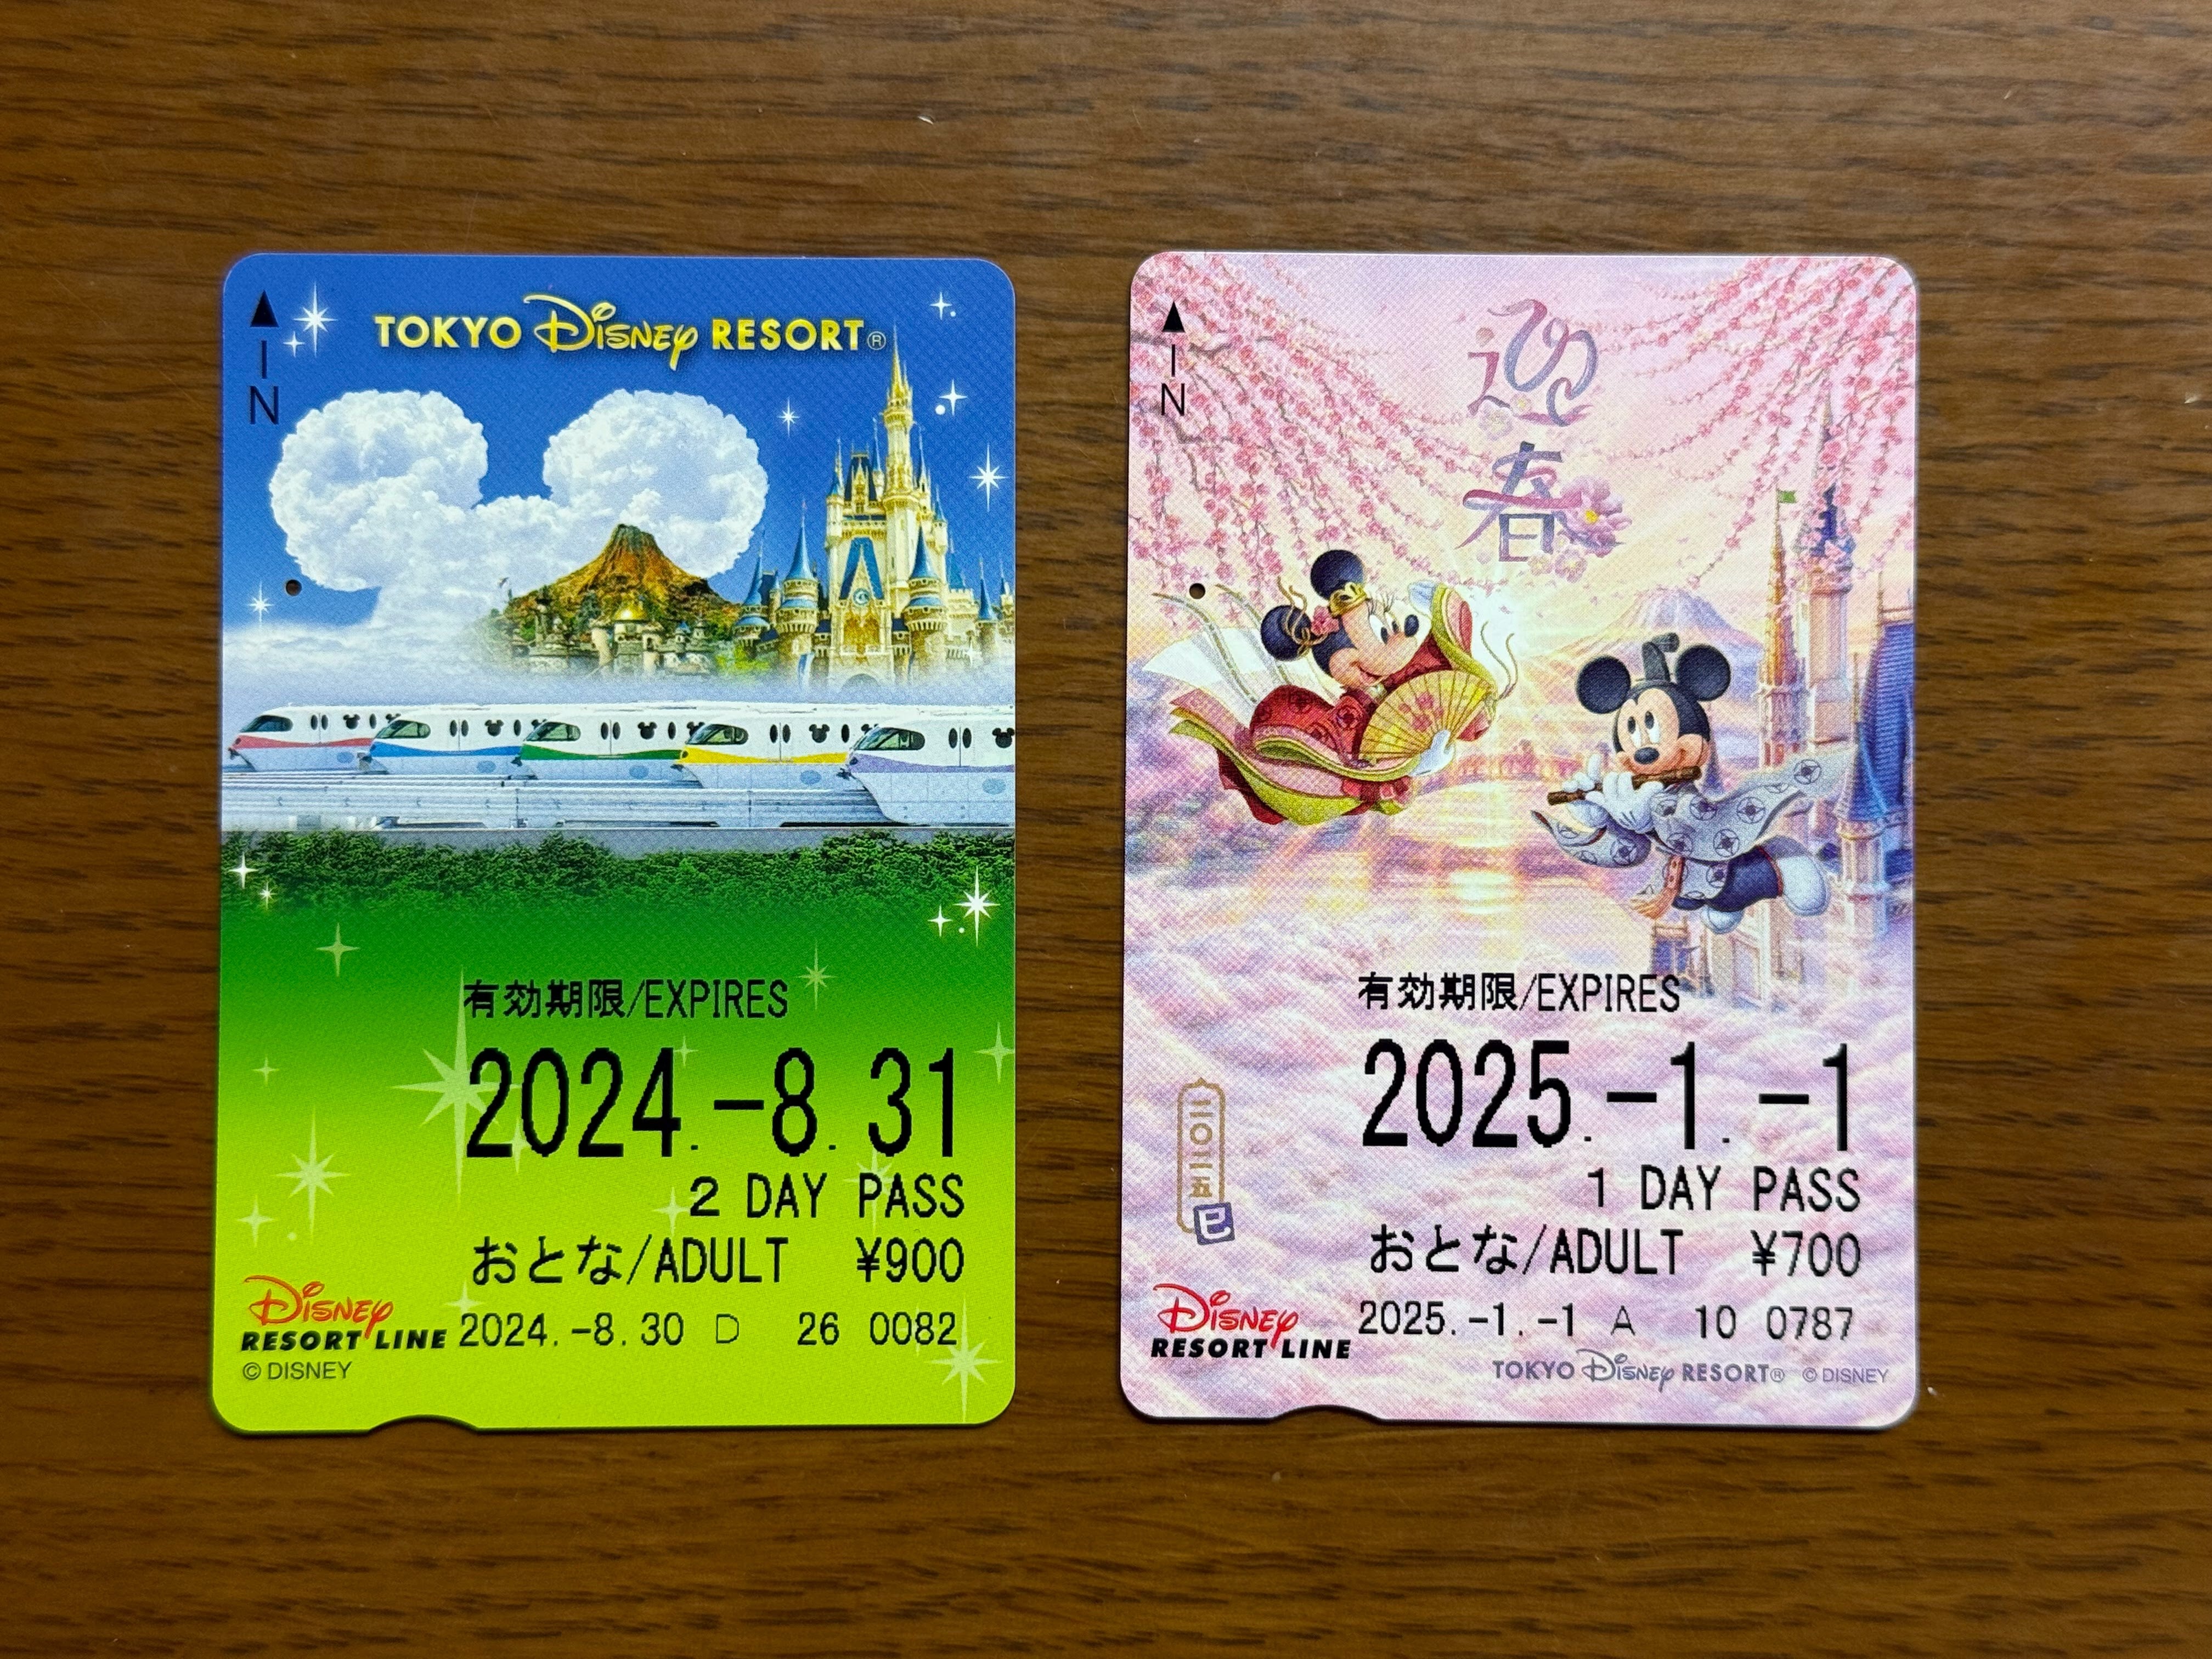 IN
TOKYO Disney RESORT®
有効期限/EXPIRES
2024.-8.31
2 DAY PASS
おとな/ADULT ¥900
Disney
RESORT LINE
2024.-8.30 D 26 0082
© DISNEY
IN
迎
春
有効期限/EXPIRES
2025.-1.-1
1 DAY PASS
おとな/ADULT ¥700
二〇二五
巳
Disney
RESORT LINE
2025.-1.-1 A 10 0787
TOKYO Disney RESORT® © DISNEY